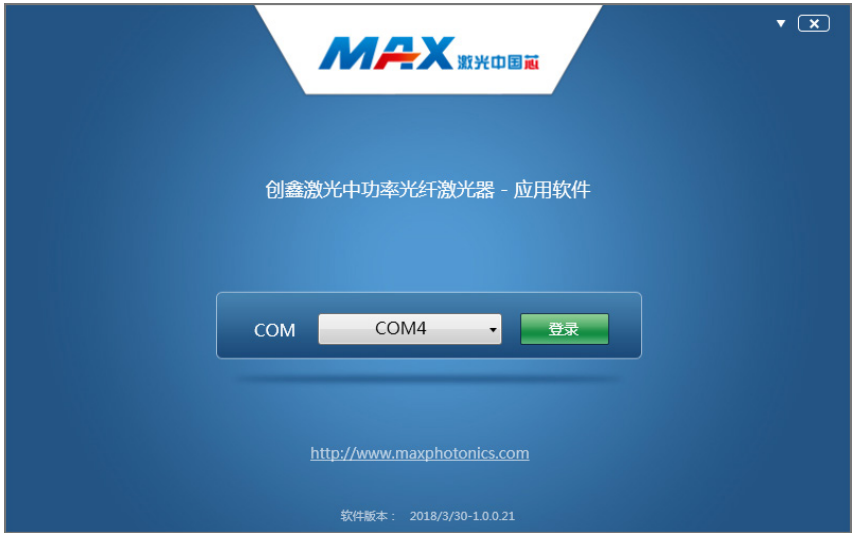 MAX 激光中国芯
创鑫激光中功率光纤激光器 - 应用软件
COM COM4 登录
http://www.maxphotonics.com
软件版本： 2018/3/30-1.0.0.21